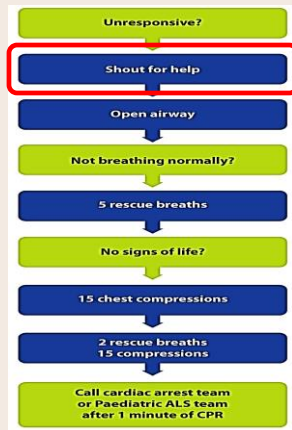 Unresponsive?
Shout for help
Open airway
Not breathing normally?
5 rescue breaths
No signs of life?
15 chest compressions
2 rescue breaths
15 compressions
Call cardiac arrest team
or Paediatric ALS team
after 1 minute of CPR